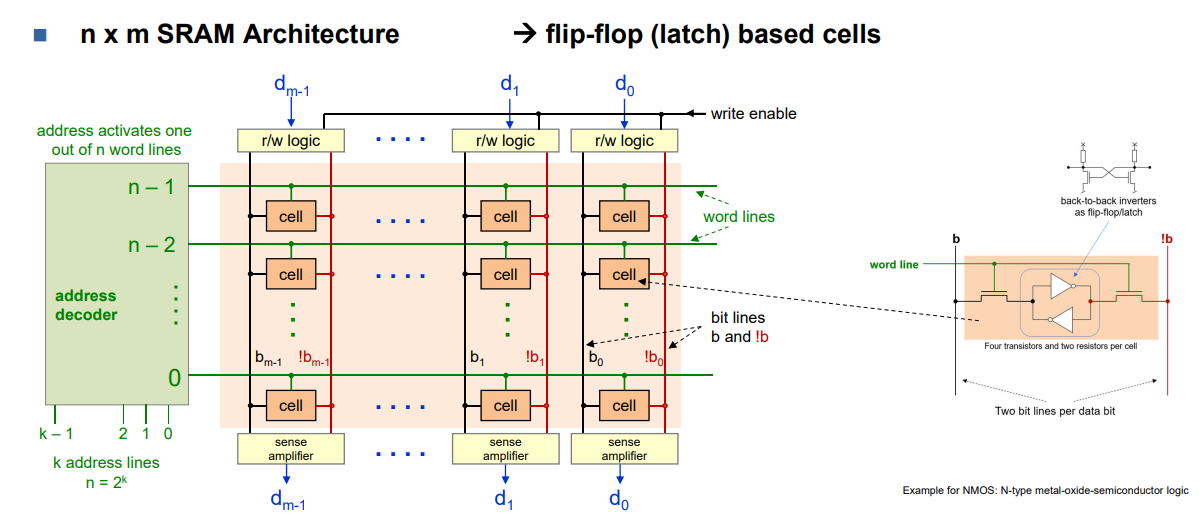 n x m SRAM Architecture → flip-flop (latch) based cells
d_m-1 d_1 d_0
write enable
address activates one
out of n word lines
r/w logic . . . . r/w logic r/w logic
n – 1
cell . . . . cell cell
word lines
n – 2
cell . . . . cell cell
address
decoder
bit lines
b and !b
b_m-1 !b_m-1 b_1 !b_1 b_0 !b_0
0
cell . . . . cell cell
k – 1 2 1 0
k address lines
n = 2^k
sense
amplifier
. . . .
sense
amplifier
sense
amplifier
d_m-1 d_1 d_0
back-to-back inverters
as flip-flop/latch
b !b
word line
Four transistors and two resistors per cell
Two bit lines per data bit
Example for NMOS: N-type metal-oxide-semiconductor logic